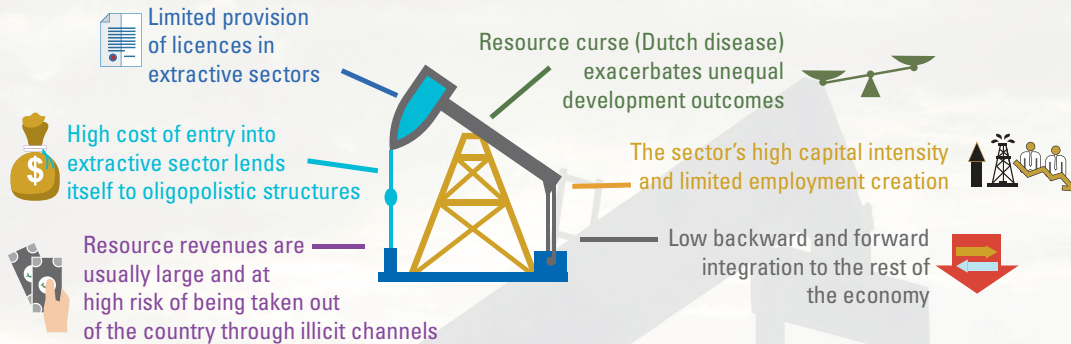 Limited provision
of licences in
extractive sectors
High cost of entry into
extractive sector lends
itself to oligopolistic structures
$
Resource revenues are
usually large and at
high risk of being taken out
of the country through illicit channels
Resource curse (Dutch disease)
exacerbates unequal
development outcomes
The sector's high capital intensity
and limited employment creation
Low backward and forward
integration to the rest of
the economy